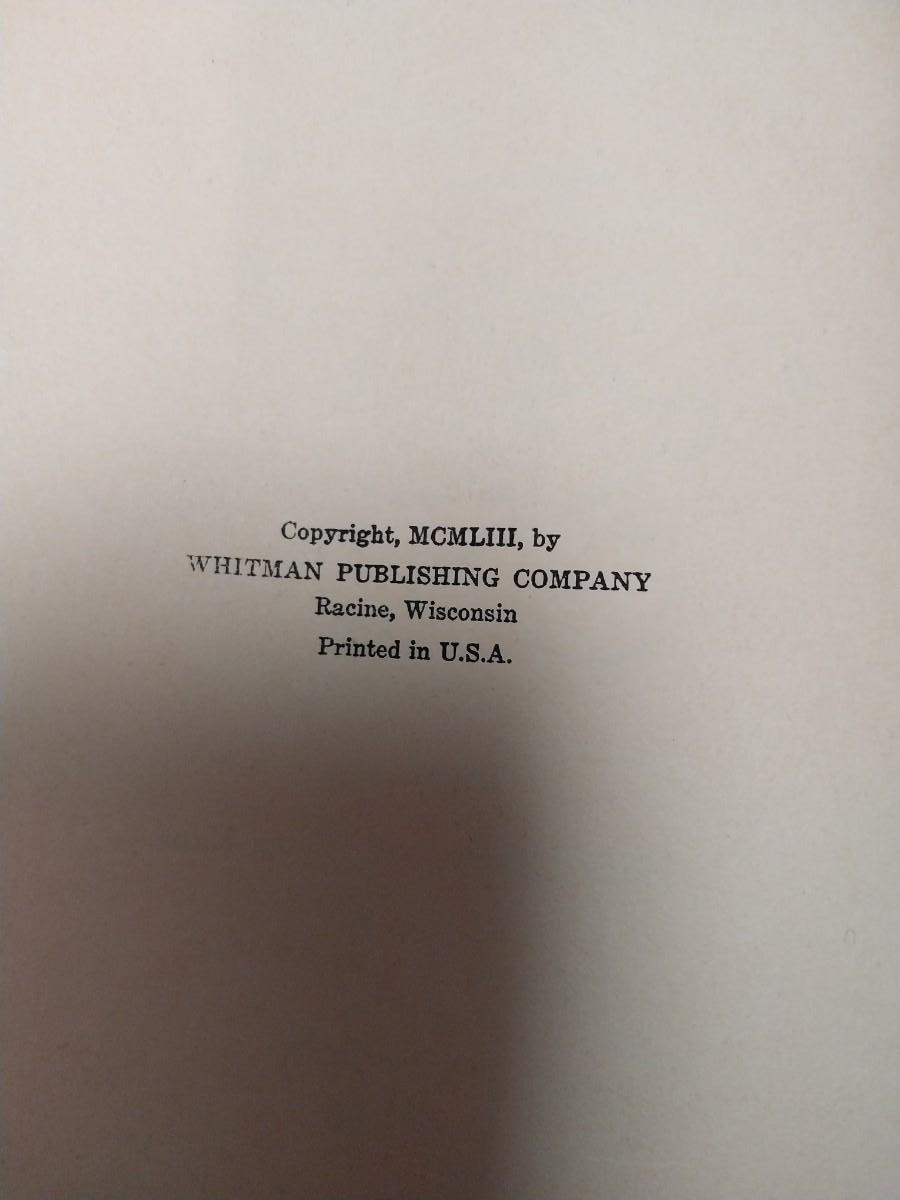 Copyright, MCMLIII, by
WHITMAN PUBLISHING COMPANY
Racine, Wisconsin
Printed in U.S.A.